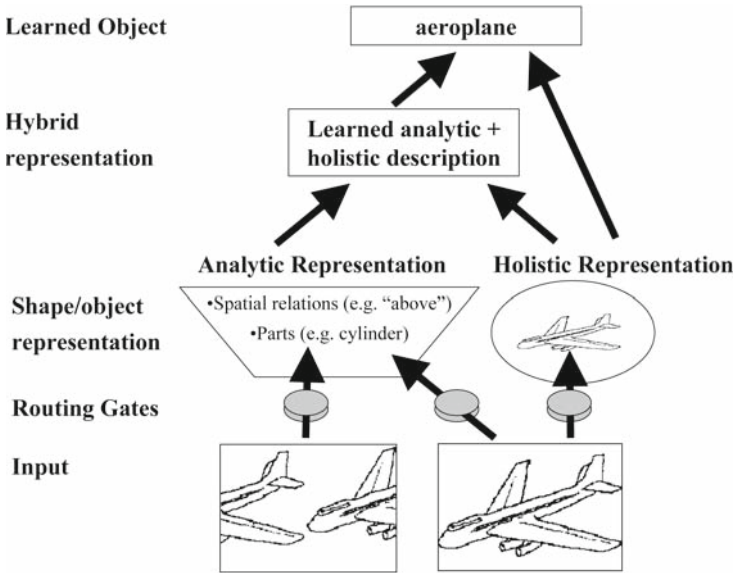 Learned Object
aeroplane
Hybrid
representation
Learned analytic +
holistic description
Analytic Representation
Holistic Representation
Shape/object
representation
•Spatial relations (e.g. “above”)
•Parts (e.g. cylinder)
Routing Gates
Input